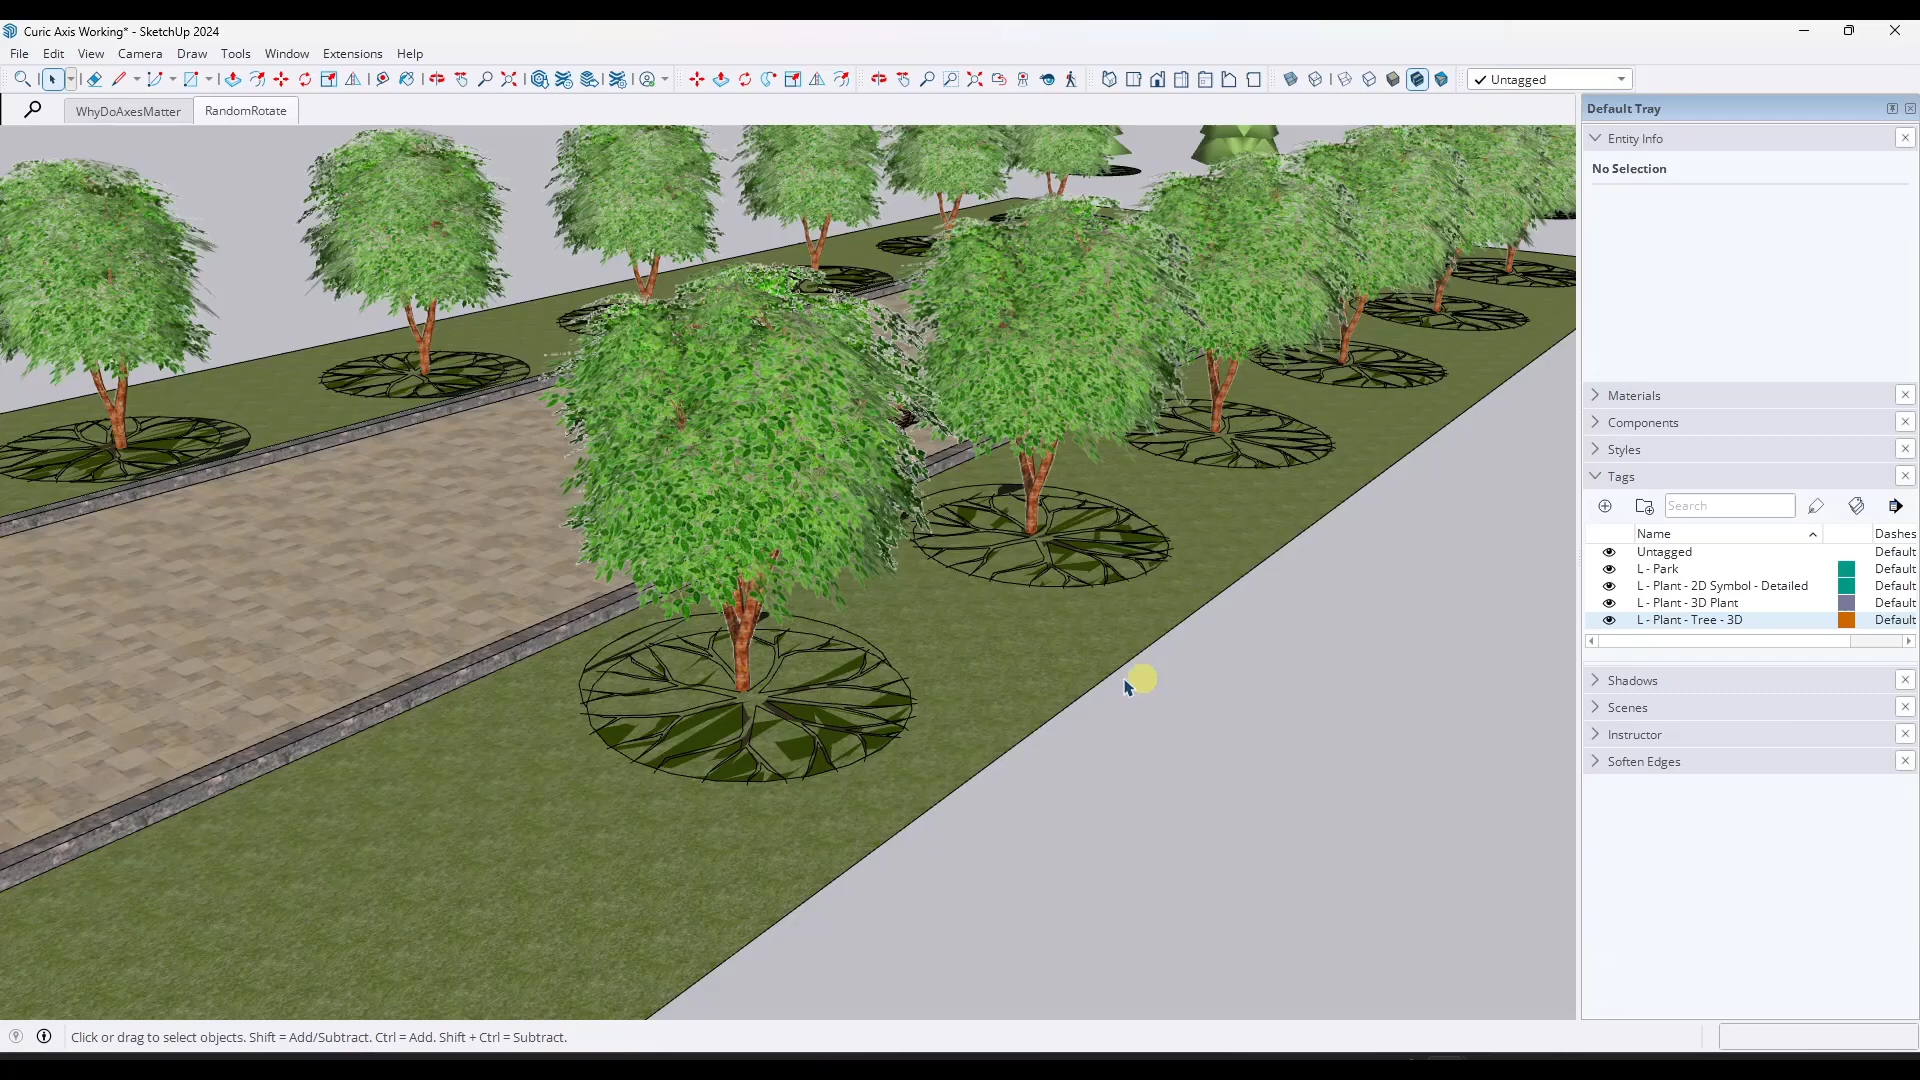 Curic Axis Working* - SketchUp 2024
File Edit View Camera Draw Tools Window Extensions Help
Untagged
WhyDoAxesMatter RandomRotate
Default Tray
Entity Info
No Selection
Materials
Components
Styles
Tags
Search
Name Dashes
Untagged Default
L - Park Default
L - Plant - 2D Symbol - Detailed Default
L - Plant - 3D Plant Default
L - Plant - Tree - 3D Default
Shadows
Scenes
Instructor
Soften Edges
Click or drag to select objects. Shift = Add/Subtract. Ctrl = Add. Shift + Ctrl = Subtract.